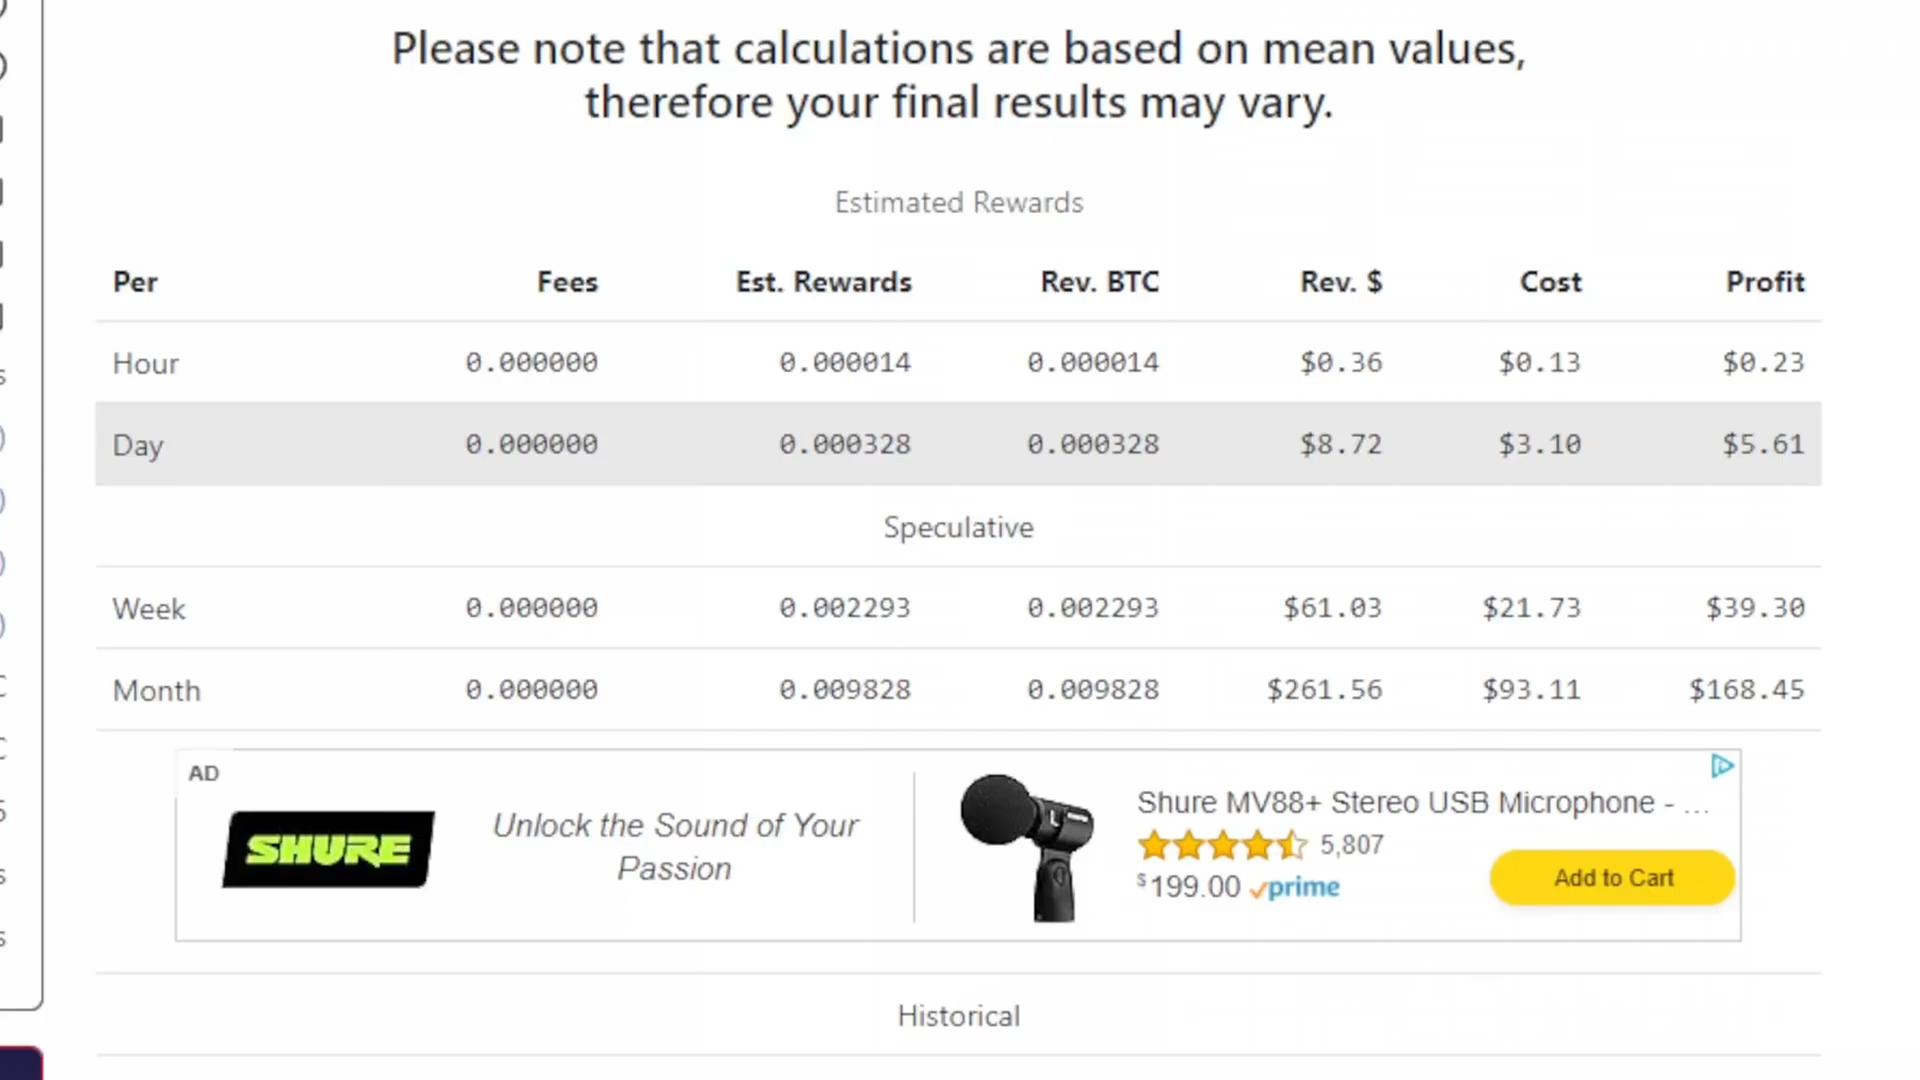 Please note that calculations are based on mean values,
therefore your final results may vary.
Estimated Rewards
Per Fees Est. Rewards Rev. BTC Rev. $ Cost Profit
Hour 0.000000 0.000014 0.000014 $0.36 $0.13 $0.23
Day 0.000000 0.000328 0.000328 $8.72 $3.10 $5.61
Speculative
Week 0.000000 0.002293 0.002293 $61.03 $21.73 $39.30
Month 0.000000 0.009828 0.009828 $261.56 $93.11 $168.45
AD
SHURE
Unlock the Sound of Your
Passion
Shure MV88+ Stereo USB Microphone - ...
5,807
$199.00 prime
Add to Cart
Historical